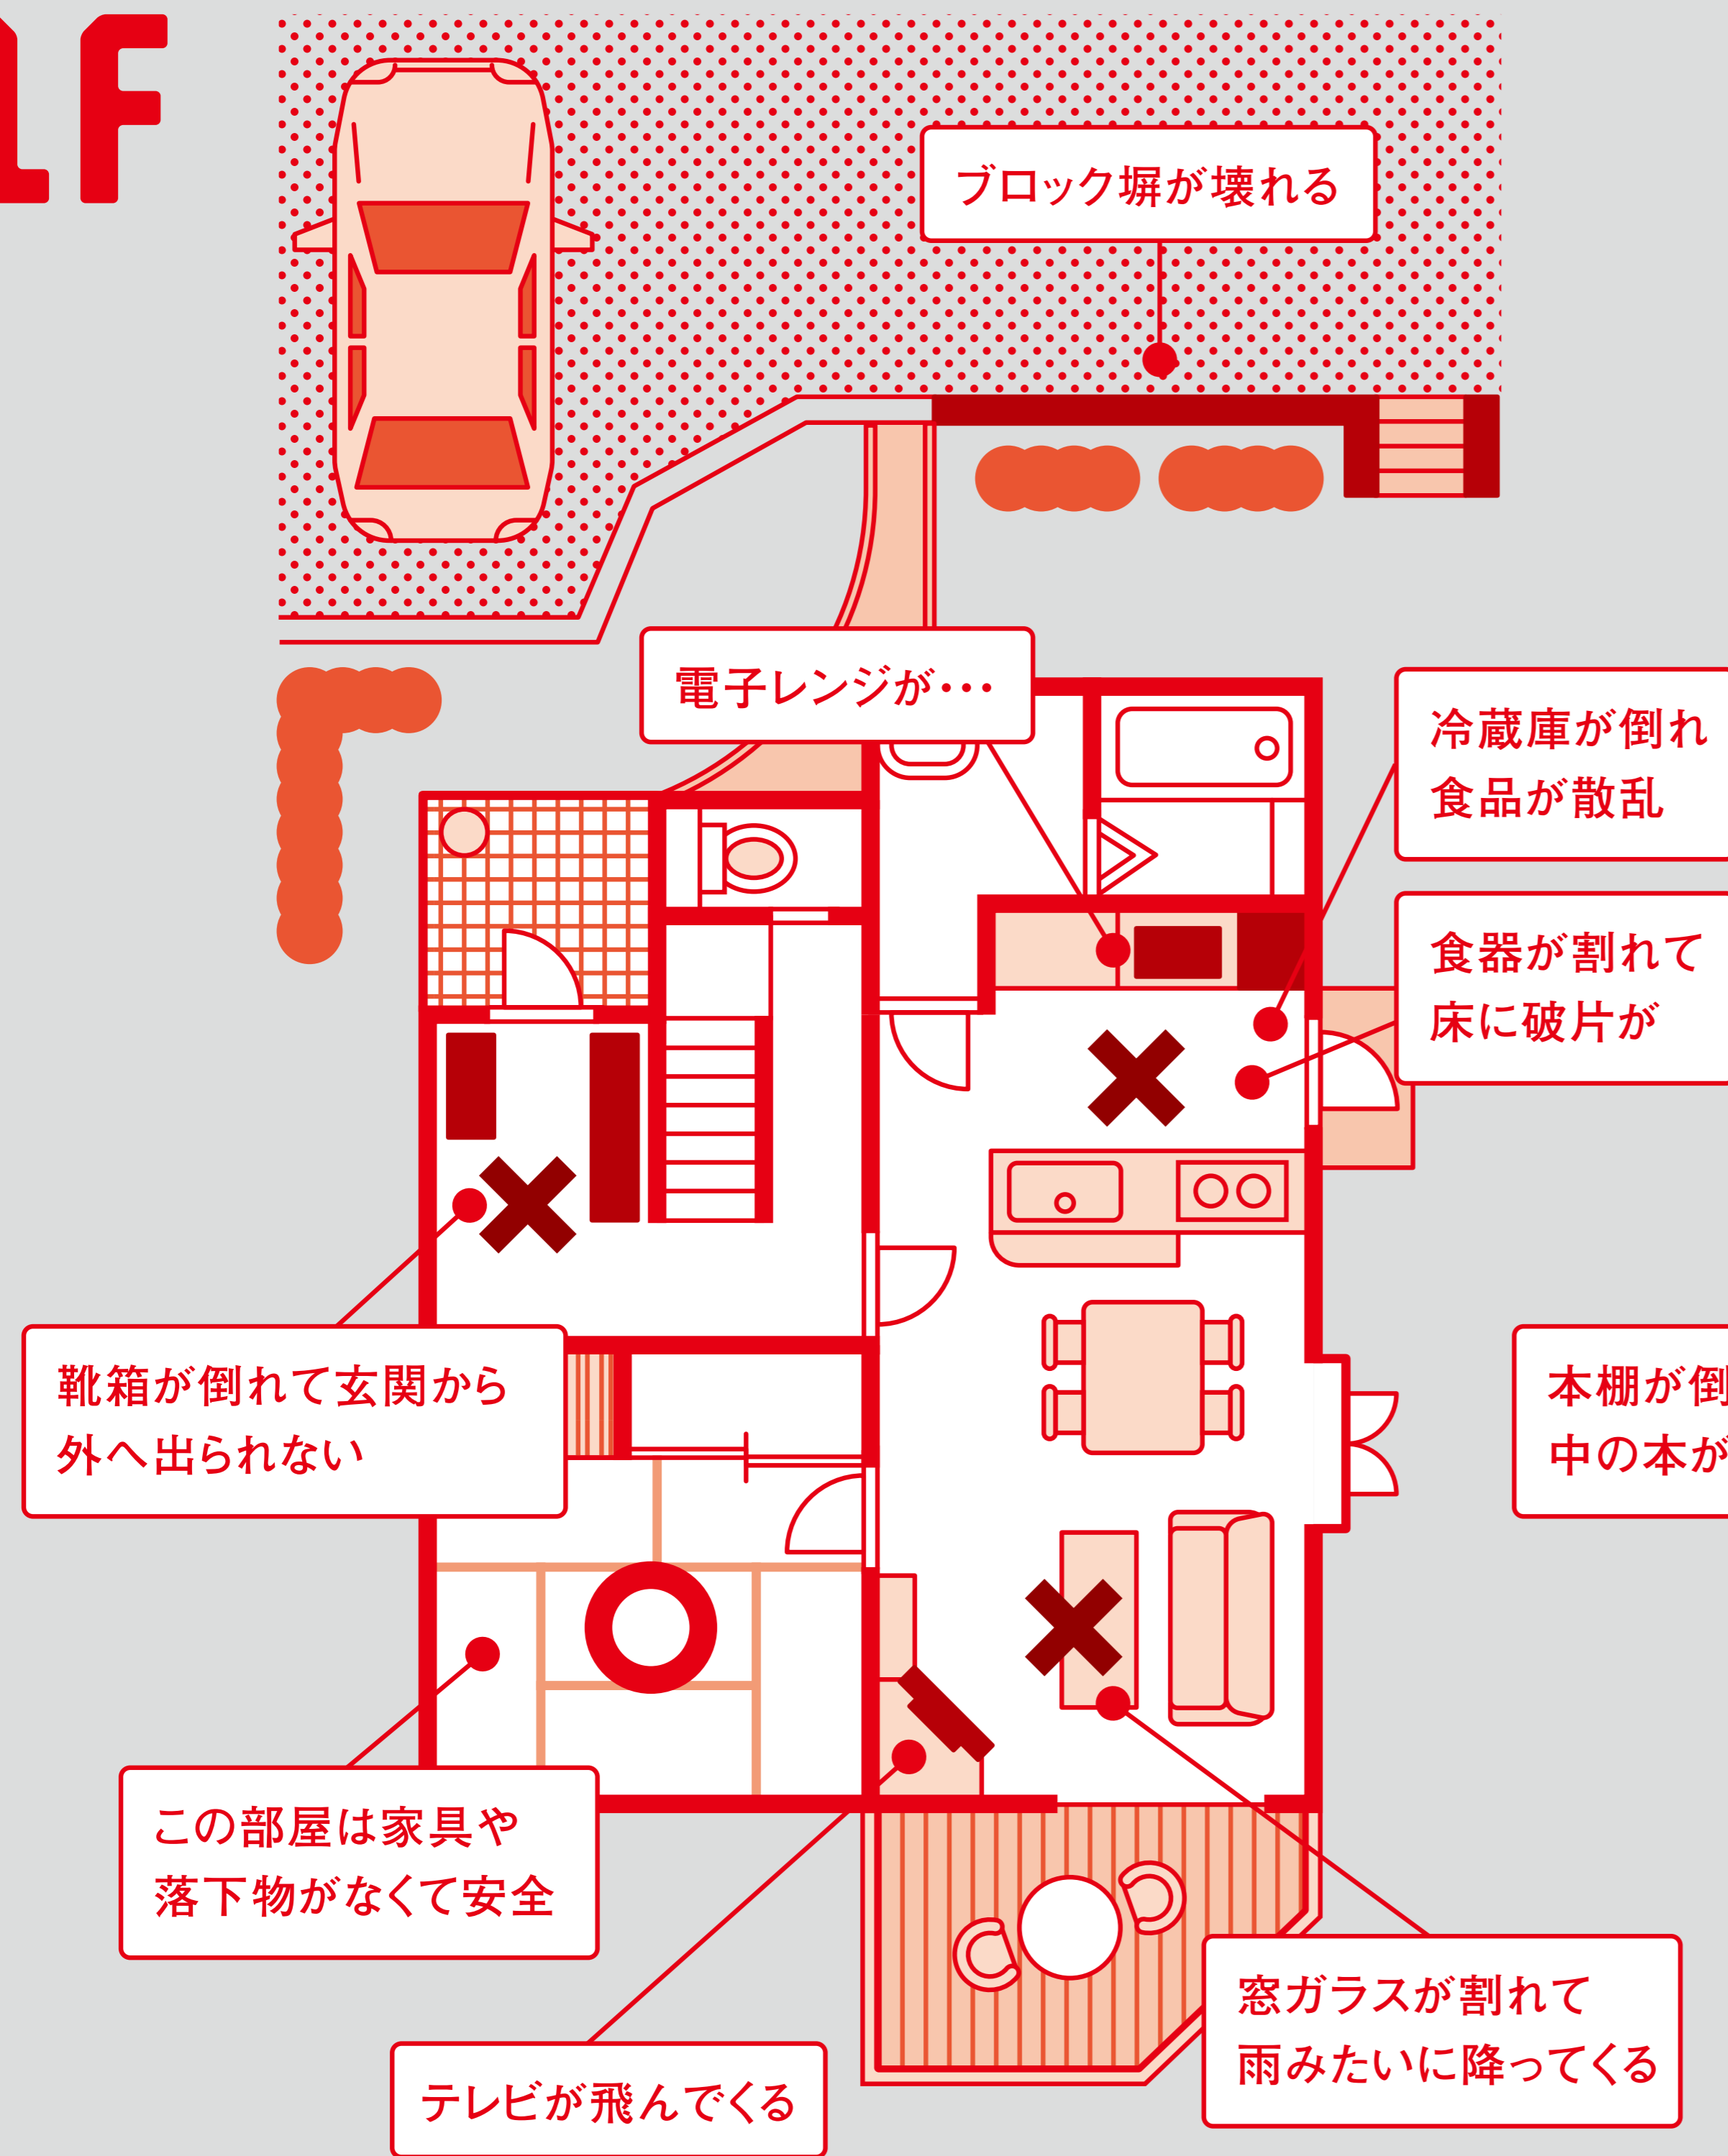 1F
ブロック塀が壊れる
電子レンジが・・・
冷蔵庫が倒れ
食品が散乱
食器が割れて
床に破片が
靴箱が倒れて玄関から
外へ出られない
本棚が倒
中の本が
この部屋は家具や
落下物がなくて安全
窓ガラスが割れて
雨みたいに降ってくる
テレビが飛んでくる